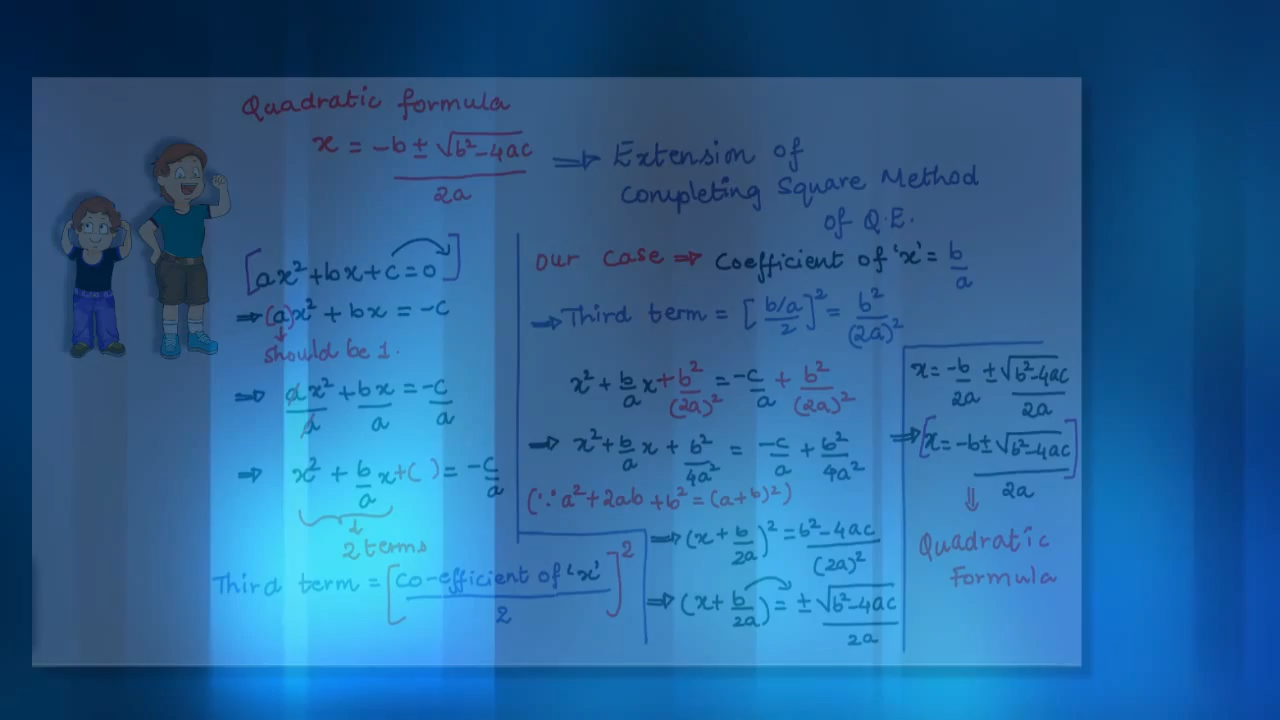 Quadratic formula
x = -b ± √b²-4ac
2a
⇒ Extension of
Completing Square Method
of Q.E.
[ax²+bx+c=0]
⇒ (a)x² + bx = -c
should be 1.
⇒ ax²/a + bx/a = -c/a
⇒ x² + b/a x + ( ) = -c/a
2 terms
Third term = [co-efficient of 'x' / 2]²
our case ⇒ Coefficient of 'x' = b/a
⇒ Third term = [b/a / 2]² = b²/(2a)²
x² + b/a x + b²/(2a)² = -c/a + b²/(2a)²
→ x² + b/a x + b²/4a² = -c/a + b²/4a²
(∵ a²+2ab+b² = (a+b)²)
⇒ (x + b/2a)² = b²-4ac/(2a)²
⇒ (x + b/2a) = ± √b²-4ac/2a
x = -b/2a ± √b²-4ac/2a
⇒ [x = -b ± √b²-4ac/2a]
⇓
Quadratic
Formula